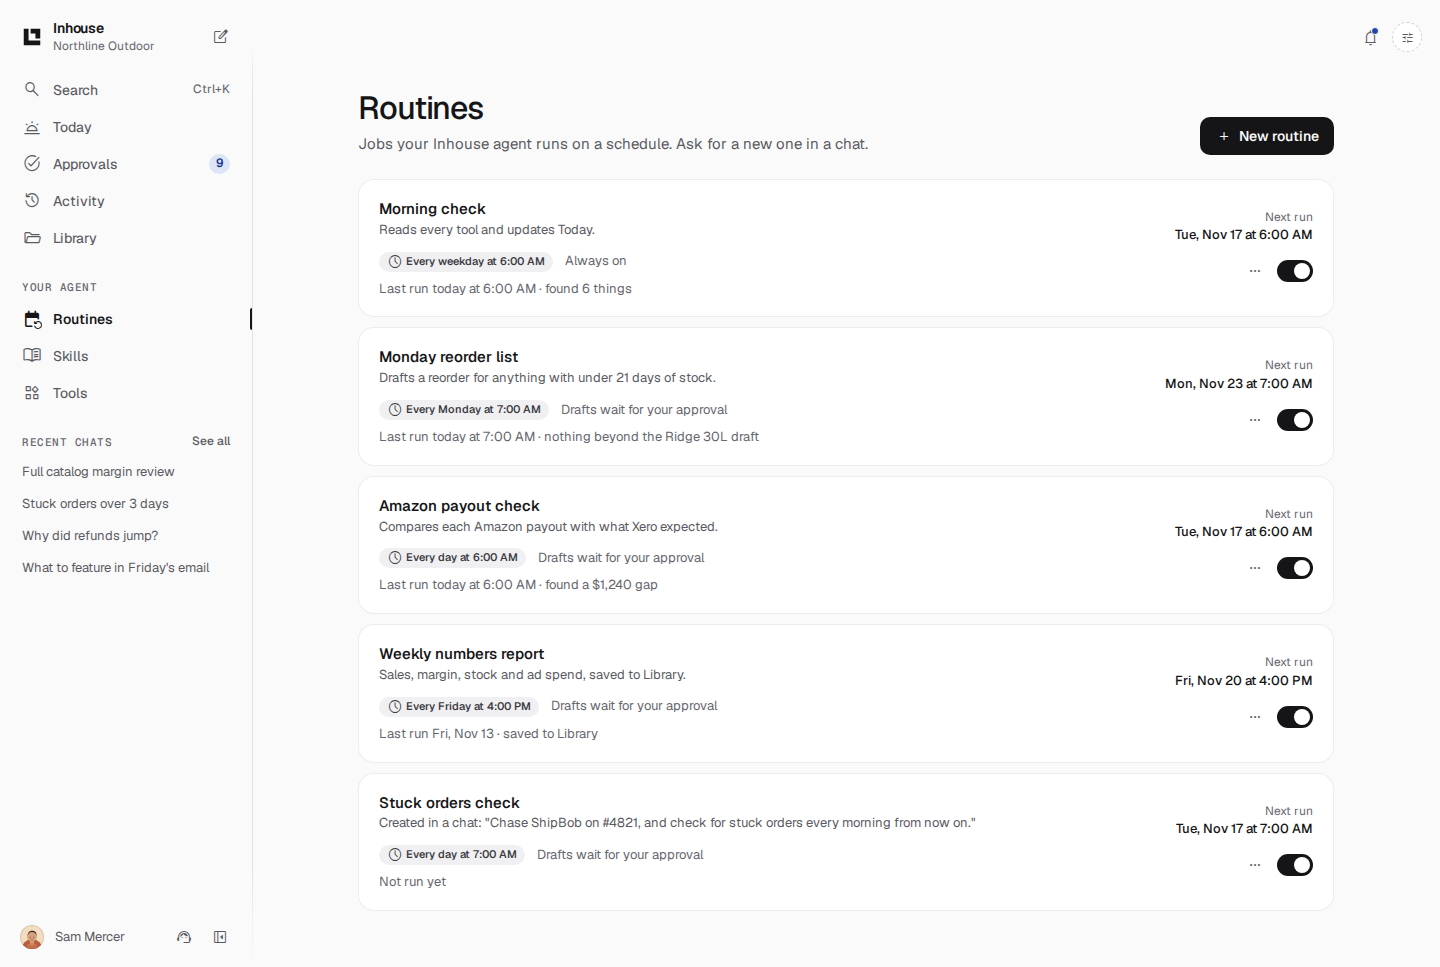 Inhouse
Northline Outdoor
Search Ctrl+K
Today
Approvals 9
Activity
Library
YOUR AGENT
Routines
Skills
Tools
RECENT CHATS See all
Full catalog margin review
Stuck orders over 3 days
Why did refunds jump?
What to feature in Friday's email
Sam Mercer
Routines
Jobs your Inhouse agent runs on a schedule. Ask for a new one in a chat.
+ New routine
Morning check
Reads every tool and updates Today.
Every weekday at 6:00 AM Always on
Last run today at 6:00 AM · found 6 things
Next run
Tue, Nov 17 at 6:00 AM
Monday reorder list
Drafts a reorder for anything with under 21 days of stock.
Every Monday at 7:00 AM Drafts wait for your approval
Last run today at 7:00 AM · nothing beyond the Ridge 30L draft
Next run
Mon, Nov 23 at 7:00 AM
Amazon payout check
Compares each Amazon payout with what Xero expected.
Every day at 6:00 AM Drafts wait for your approval
Last run today at 6:00 AM · found a $1,240 gap
Next run
Tue, Nov 17 at 6:00 AM
Weekly numbers report
Sales, margin, stock and ad spend, saved to Library.
Every Friday at 4:00 PM Drafts wait for your approval
Last run Fri, Nov 13 · saved to Library
Next run
Fri, Nov 20 at 4:00 PM
Stuck orders check
Created in a chat: "Chase ShipBob on #4821, and check for stuck orders every morning from now on."
Every day at 7:00 AM Drafts wait for your approval
Not run yet
Next run
Tue, Nov 17 at 7:00 AM